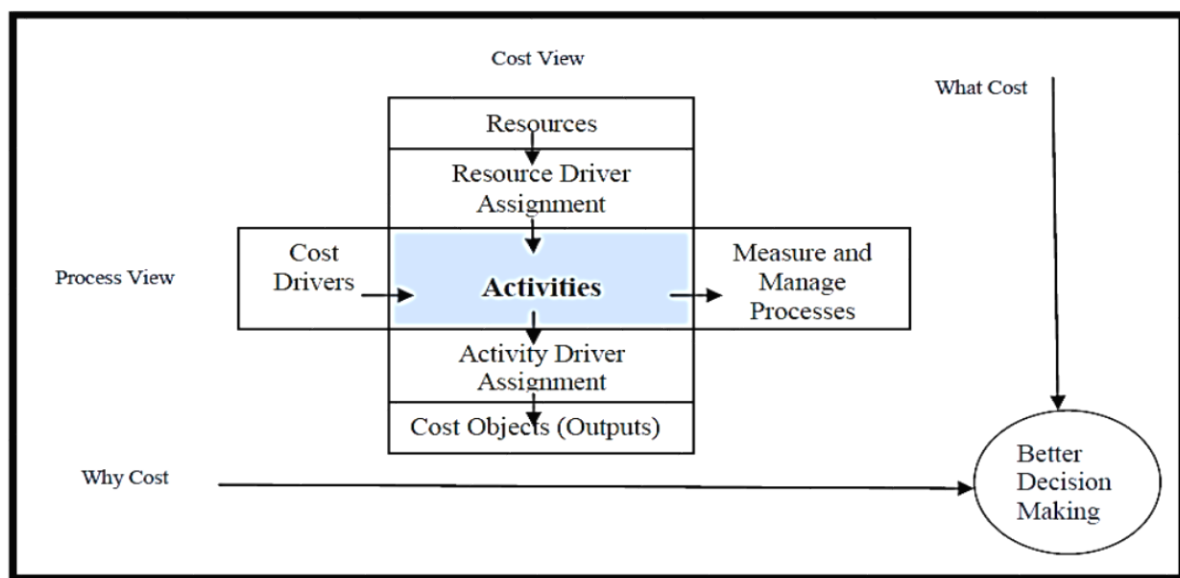 Cost View
What Cost
Resources
Resource Driver
Assignment
Process View
Cost
Drivers
Activities
Measure and
Manage
Processes
Activity Driver
Assignment
Cost Objects (Outputs)
Why Cost
Better
Decision
Making